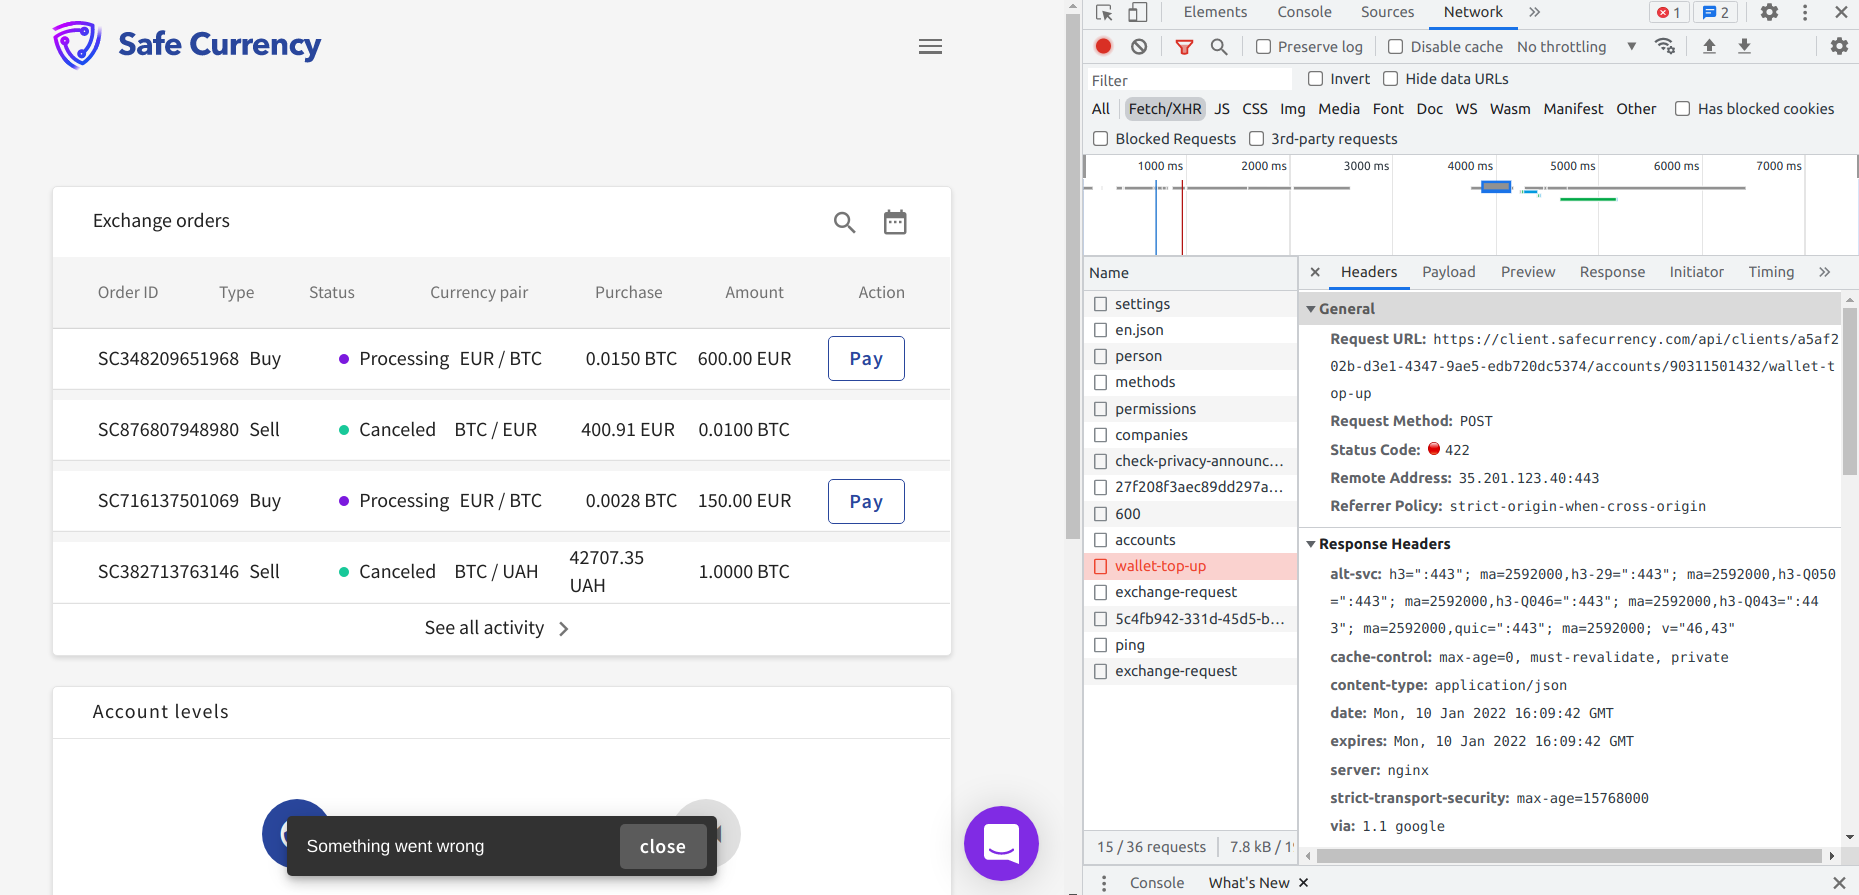 Safe Currency
Exchange orders
Order ID Type Status Currency pair Purchase Amount Action
SC348209651968 Buy Processing EUR / BTC 0.0150 BTC 600.00 EUR Pay
SC876807948980 Sell Canceled BTC / EUR 400.91 EUR 0.0100 BTC
SC716137501069 Buy Processing EUR / BTC 0.0028 BTC 150.00 EUR Pay
SC382713763146 Sell Canceled BTC / UAH 42707.35 UAH 1.0000 BTC
See all activity
Account levels
Something went wrong close
Elements Console Sources Network 1 2
Preserve log Disable cache No throttling
Filter Invert Hide data URLs
All Fetch/XHR JS CSS Img Media Font Doc WS Wasm Manifest Other Has blocked cookies
Blocked Requests 3rd-party requests
1000 ms 2000 ms 3000 ms 4000 ms 5000 ms 6000 ms 7000 ms
Name
settings
en.json
person
methods
permissions
companies
check-privacy-announc...
27f208f3aec89dd297a...
600
accounts
wallet-top-up
exchange-request
5c4fb942-331d-45d5-b...
ping
exchange-request
15 / 36 requests 7.8 kB / 1
Headers Payload Preview Response Initiator Timing
General
Request URL: https://client.safecurrency.com/api/clients/a5af2
02b-d3e1-4347-9ae5-edb720dc5374/accounts/90311501432/wallet-t
op-up
Request Method: POST
Status Code: 422
Remote Address: 35.201.123.40:443
Referrer Policy: strict-origin-when-cross-origin
Response Headers
alt-svc: h3=":443"; ma=2592000,h3-29=":443"; ma=2592000,h3-Q050
=":443"; ma=2592000,h3-Q046=":443"; ma=2592000,h3-Q043=":44
3"; ma=2592000,quic=":443"; ma=2592000; v="46,43"
cache-control: max-age=0, must-revalidate, private
content-type: application/json
date: Mon, 10 Jan 2022 16:09:42 GMT
expires: Mon, 10 Jan 2022 16:09:42 GMT
server: nginx
strict-transport-security: max-age=15768000
via: 1.1 google
Console What's New